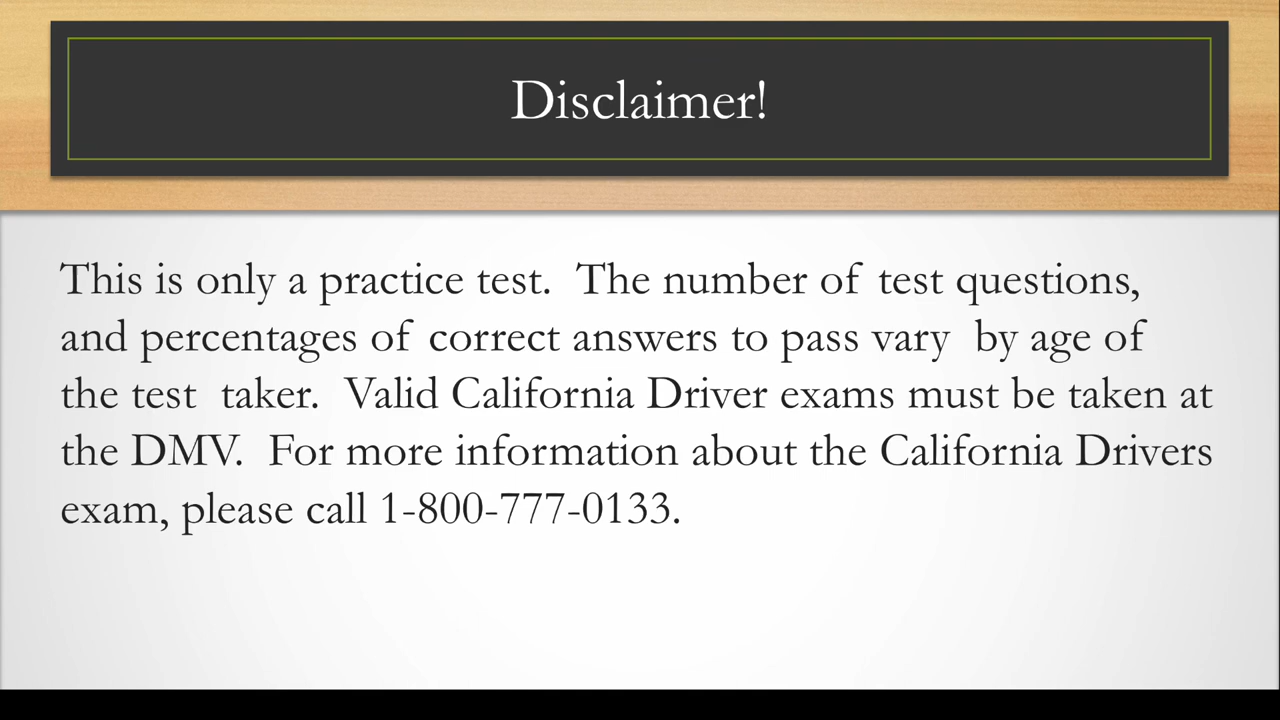 Disclaimer!
This is only a practice test.  The number of test questions,
and percentages of correct answers to pass vary  by age of
the test  taker.  Valid California Driver exams must be taken at
the DMV.  For more information about the California Drivers
exam, please call 1-800-777-0133.